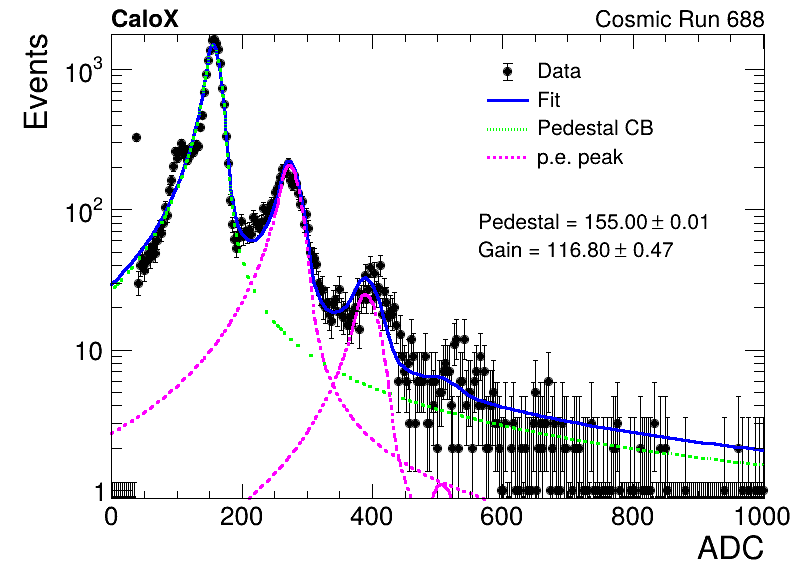 CaloX Cosmic Run 688
Events
Data
Fit
Pedestal CB
p.e. peak
Pedestal = 155.00 ± 0.01
Gain = 116.80 ± 0.47
10³
10²
10
1
0 200 400 600 800 1000
ADC